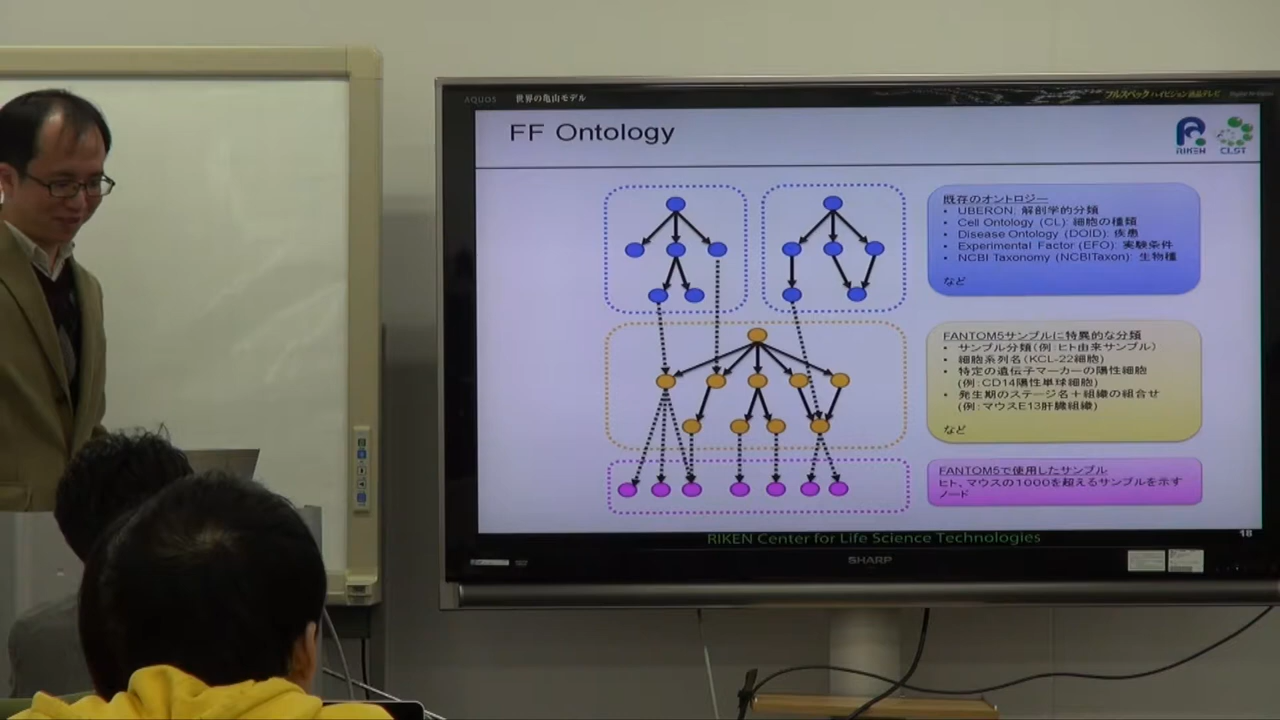 AQUOS 世界の亀山モデル
フルスペックハイビジョン液晶テレビ
FF Ontology
RIKEN
CLST
既存のオントロジー
• UBERON: 解剖学的分類
• Cell Ontology (CL): 細胞の種類
• Disease Ontology (DOID): 疾患
• Experimental Factor (EFO): 実験条件
• NCBI Taxonomy (NCBITaxon): 生物種
など
FANTOM5サンプルに特異的な分類
• サンプル分類(例：ヒト由来サンプル)
• 細胞系列名(KCL-22細胞)
• 特定の遺伝子マーカーの陽性細胞
(例：CD14陽性単球細胞)
• 発生期のステージ名＋組織の組合せ
(例：マウスE13肝臓組織)
など
FANTOM5で使用したサンプル
ヒト、マウスの1000を超えるサンプルを示す
ノード
RIKEN Center for Life Science Technologies
18
SHARP